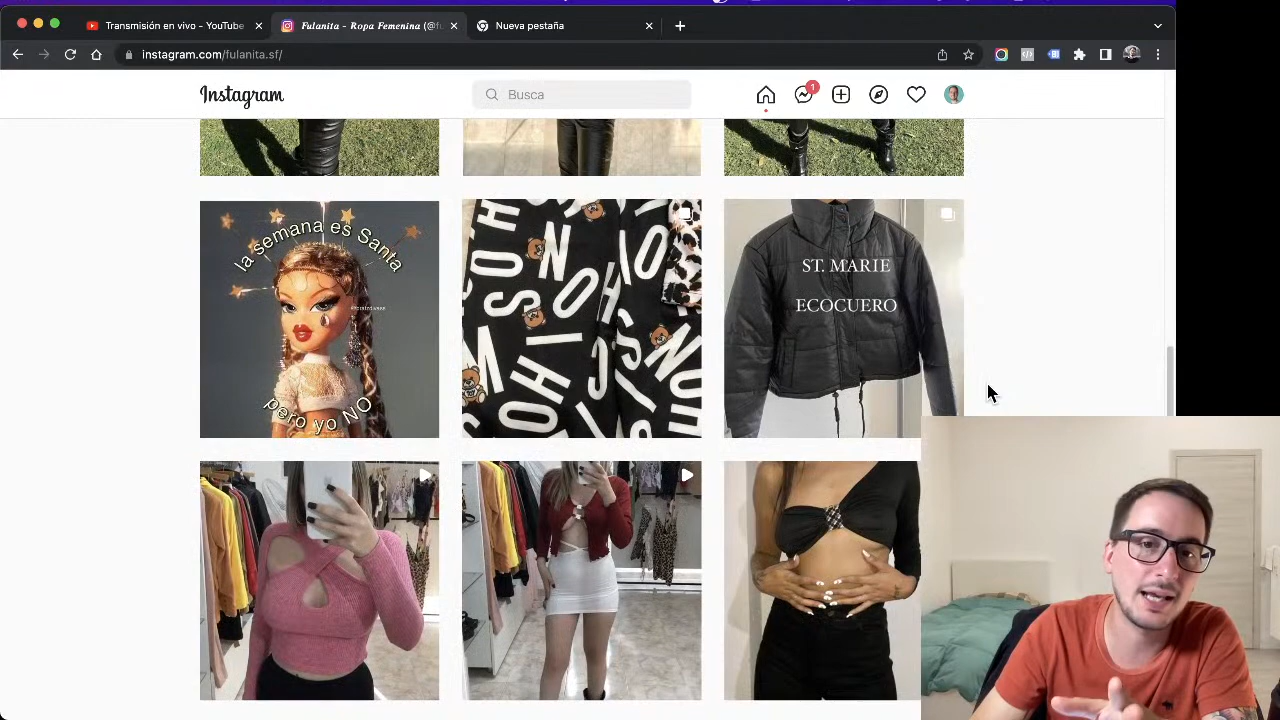 Transmisión en vivo - YouTube
Fulanita - Ropa Femenina (@fu
Nueva pestaña
instagram.com/fulanita.sf/
Instagram
Busca
1
la semana es Santa
pero yo NO
ST. MARIE
ECOCUERO
MOSCHINO